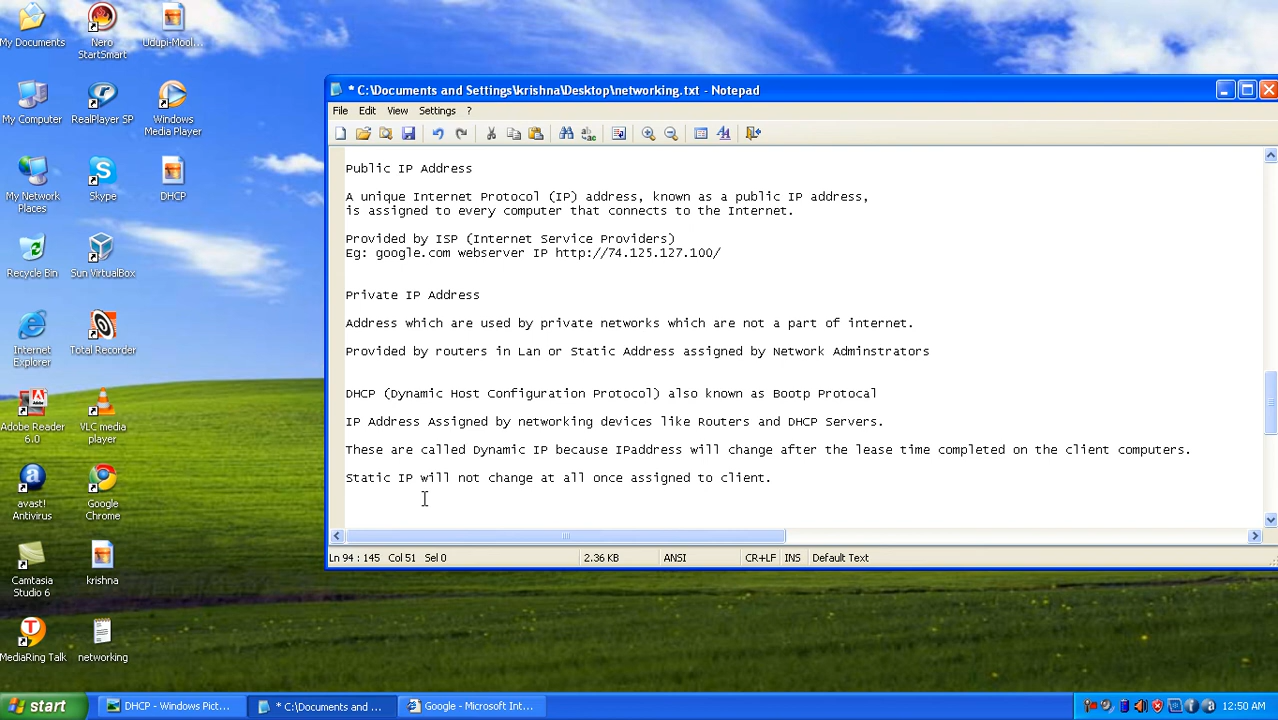 My Documents
Nero StartSmart
Udupi-Mool...
* C:\Documents and Settings\krishna\Desktop\networking.txt - Notepad
File Edit View Settings ?
My Computer
RealPlayer SP
Windows Media Player
Public IP Address
A unique Internet Protocol (IP) address, known as a public IP address,
is assigned to every computer that connects to the Internet.
Provided by ISP (Internet Service Providers)
Eg: google.com webserver IP http://74.125.127.100/
Private IP Address
Address which are used by private networks which are not a part of internet.
Provided by routers in Lan or Static Address assigned by Network Adminstrators
DHCP (Dynamic Host Configuration Protocol) also known as Bootp Protocal
IP Address Assigned by networking devices like Routers and DHCP Servers.
These are called Dynamic IP because IPaddress will change after the lease time completed on the client computers.
Static IP will not change at all once assigned to client.
Ln 94 : 145 Col 51 Sel 0 2.36 KB ANSI CR+LF INS Default Text
My Network Places
Skype
DHCP
Recycle Bin
Sun VirtualBox
Internet Explorer
Total Recorder
Adobe Reader 6.0
VLC media player
avast! Antivirus
Google Chrome
Camtasia Studio 6
krishna
MediaRing Talk
networking
start
DHCP - Windows Pict...
* C:\Documents and ...
Google - Microsoft Int...
12:50 AM